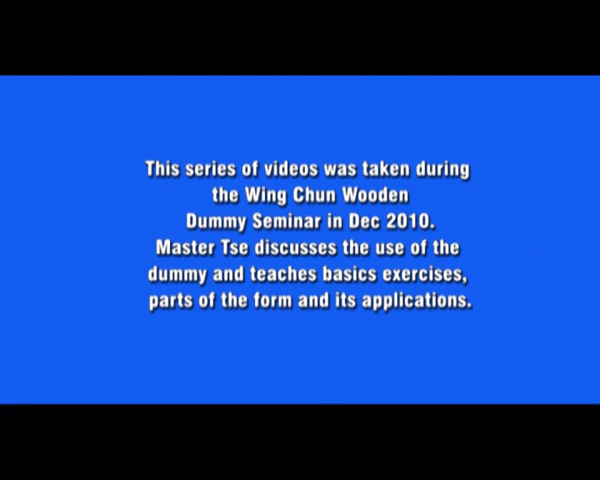 This series of videos was taken during
the Wing Chun Wooden
Dummy Seminar in Dec 2010.
Master Tse discusses the use of the
dummy and teaches basics exercises,
parts of the form and its applications.